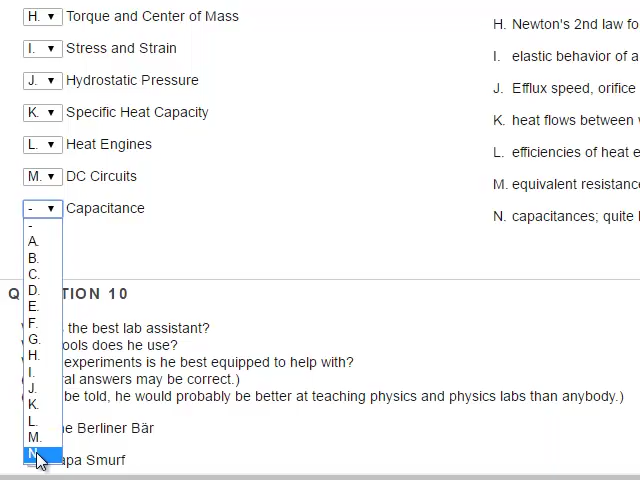 H. Torque and Center of Mass
H. Newton's 2nd law fo
I. Stress and Strain
I. elastic behavior of a
J. Hydrostatic Pressure
J. Efflux speed, orifice
K. Specific Heat Capacity
K. heat flows between
L. Heat Engines
L. efficiencies of heat e
M. DC Circuits
M. equivalent resistance
- Capacitance
N. capacitances; quite
-
A.
B.
C.
D.
E.
F.
G.
H.
I.
J.
K.
L.
M.
N.
TION 10
the best lab assistant?
ools does he use?
experiments is he best equipped to help with?
ral answers may be correct.)
be told, he would probably be better at teaching physics and physics labs than anybody.)
Berliner Bär
Smurf